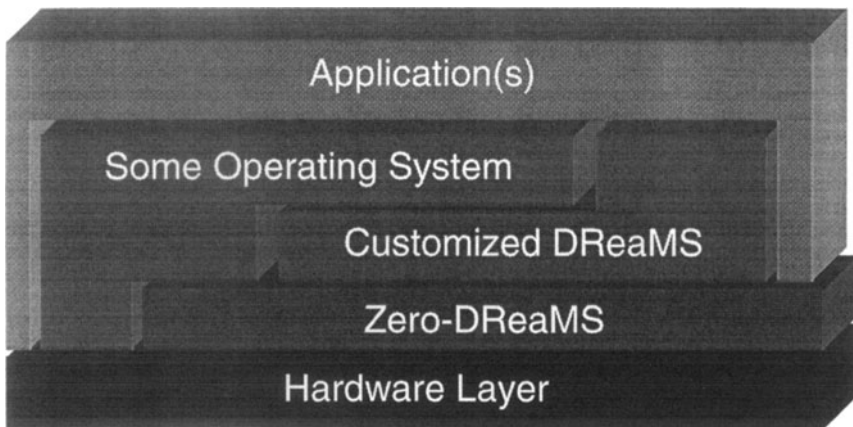 Application(s)
Some Operating System
Customized DReaMS
Zero-DReaMS
Hardware Layer